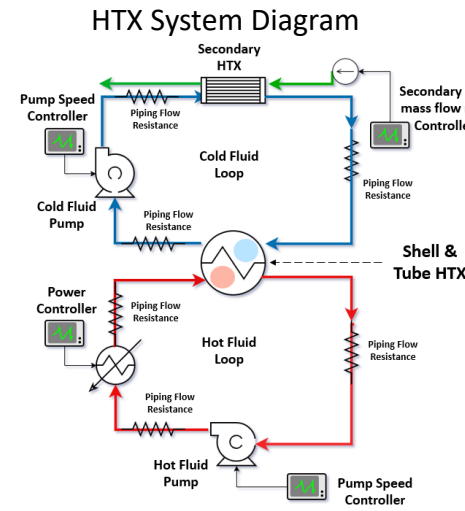 HTX System Diagram
Secondary
HTX
Pump Speed
Controller
Piping Flow
Resistance
Secondary
mass flow
Controlle
Cold Fluid
Loop
Piping Flow
Resistance
Cold Fluid
Pump
Piping Flow
Resistance
Shell &
Tube HTX
Power
Controller
Piping Flow
Resistance
Hot Fluid
Loop
Piping Flow
Resistance
Piping Flow
Resistance
C
Hot Fluid
Pump
Pump Speed
Controller